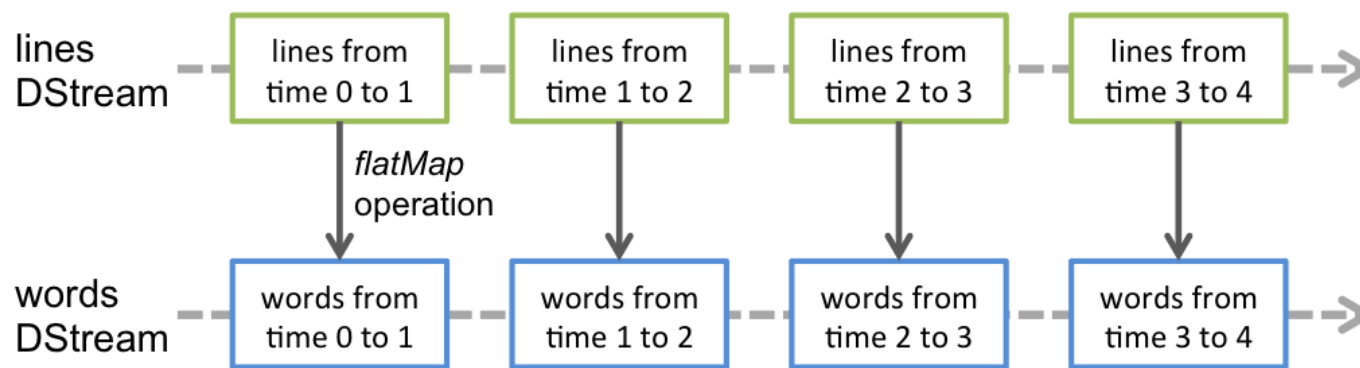 lines
DStream
lines from
time 0 to 1
lines from
time 1 to 2
lines from
time 2 to 3
lines from
time 3 to 4
flatMap
operation
words
DStream
words from
time 0 to 1
words from
time 1 to 2
words from
time 2 to 3
words from
time 3 to 4